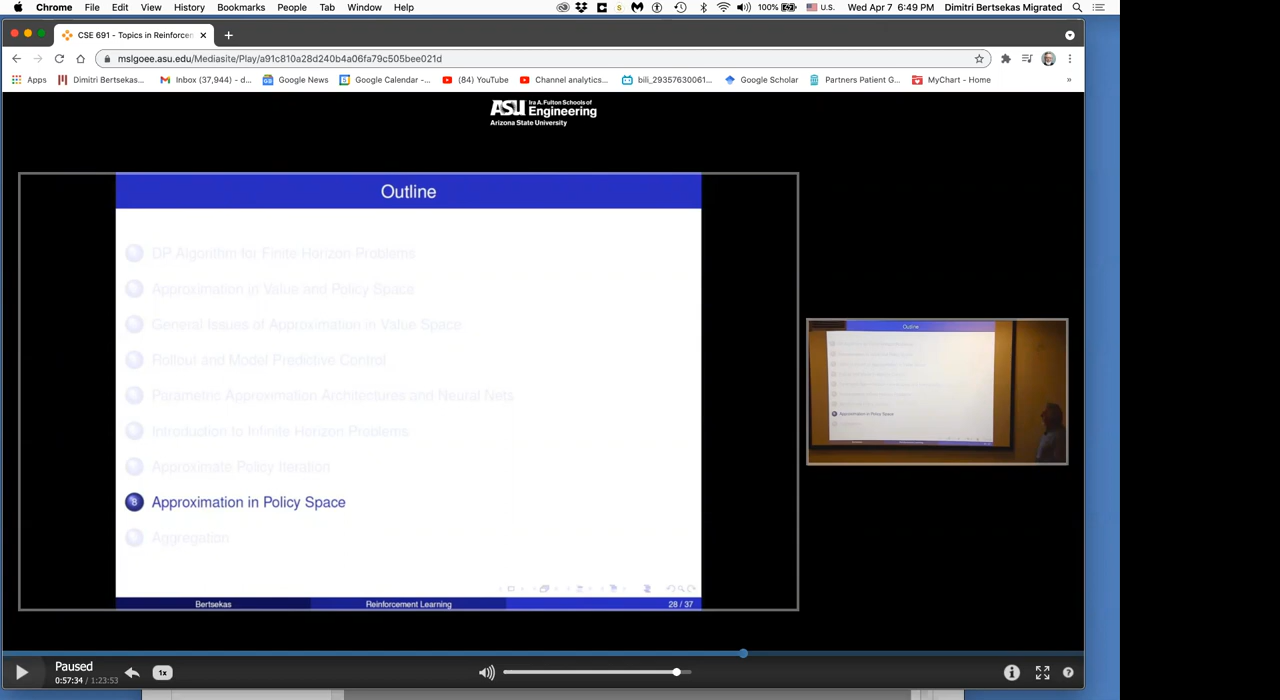 Chrome File Edit View History Bookmarks People Tab Window Help 100% U.S. Wed Apr 7 6:49 PM Dimitri Bertsekas Migrated
CSE 691 - Topics in Reinforcem
mslgoee.asu.edu/Mediasite/Play/a91c810a28d240b4a06fa79c505bee021d
Apps Dimitri Bertsekas... Inbox (37,944) - d... Google News Google Calendar -... (84) YouTube Channel analytics... bili_29357630061... Google Scholar Partners Patient G... MyChart - Home »
ASU Ira A. Fulton Schools of Engineering
Arizona State University
Outline
DP Algorithm for Finite Horizon Problems
Approximation in Value and Policy Space
General Issues of Approximation in Value Space
Rollout and Model Predictive Control
Parametric Approximation Architectures and Neural Nets
Introduction to Infinite Horizon Problems
Approximate Policy Iteration
8 Approximation in Policy Space
Aggregation
Bertsekas Reinforcement Learning 28 / 37
Outline
Approximation in Policy Space
Paused
0:57:34 / 1:23:53
1x